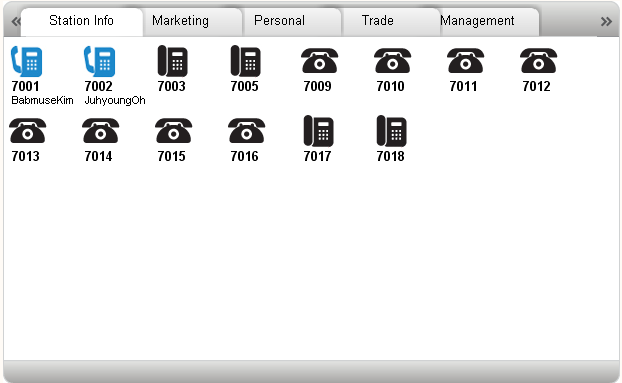 « Station Info Marketing Personal Trade Management »
7001 7002 7003 7005 7009 7010 7011 7012
BabmuseKim JuhyoungOh
7013 7014 7015 7016 7017 7018